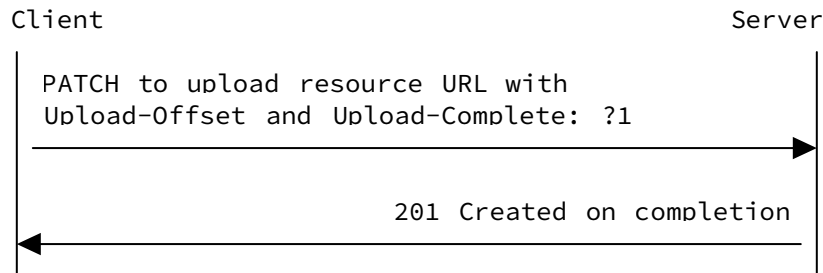 Client Server
PATCH to upload resource URL with
Upload-Offset and Upload-Complete: ?1
201 Created on completion